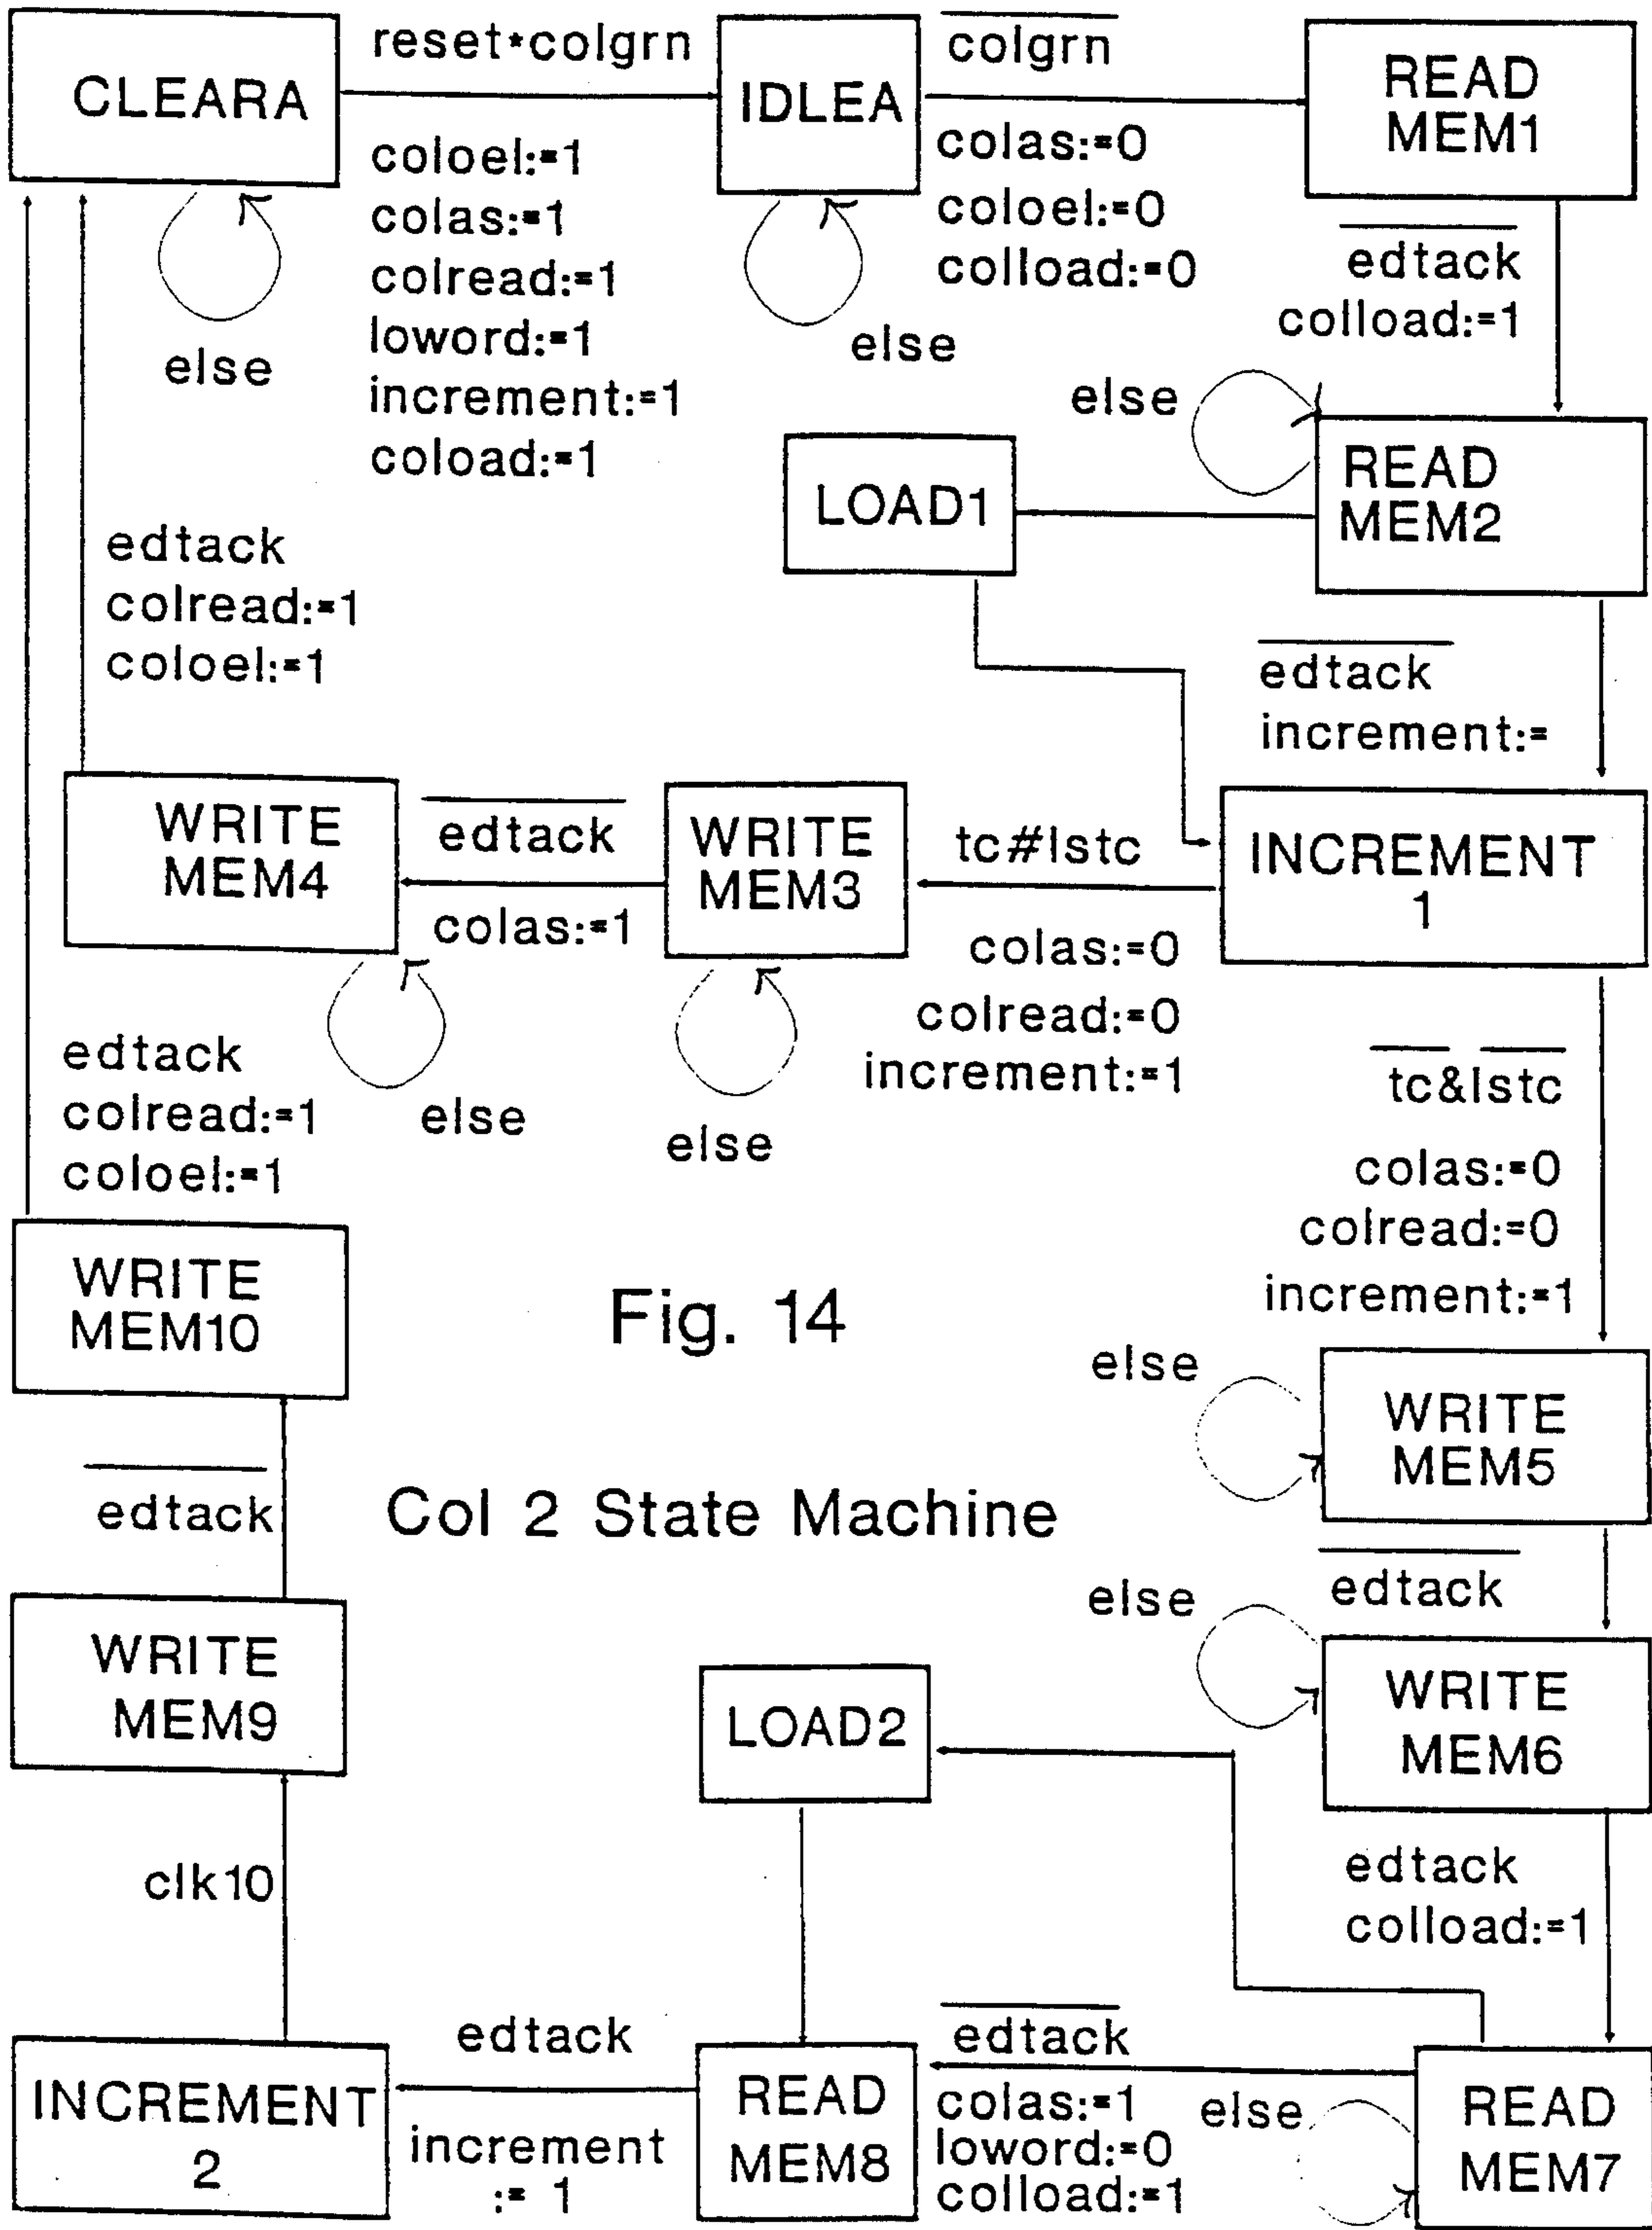 CLEARA
reset*colgrn
coloel:=1
colas:=1
colread:=1
loword:=1
increment:=1
coload:=1
else
IDLEA
else
colgrn
colas:=0
coloel:=0
colload:=0
READ
MEM1
edtack
colload:=1
else
READ
MEM2
LOAD1
edtack
increment:=
INCREMENT
1
tc#lstc
colas:=0
colread:=0
increment:=1
WRITE
MEM3
else
edtack
colas:=1
WRITE
MEM4
else
edtack
colread:=1
coloel:=1
tc&lstc
colas:=0
colread:=0
increment:=1
else
WRITE
MEM5
edtack
else
WRITE
MEM6
edtack
colload:=1
READ
MEM7
else
LOAD2
edtack
colas:=1
loword:=0
colload:=1
READ
MEM8
edtack
increment
:= 1
INCREMENT
2
clk10
WRITE
MEM9
edtack
WRITE
MEM10
edtack
colread:=1
coloel:=1
Fig. 14
Col 2 State Machine